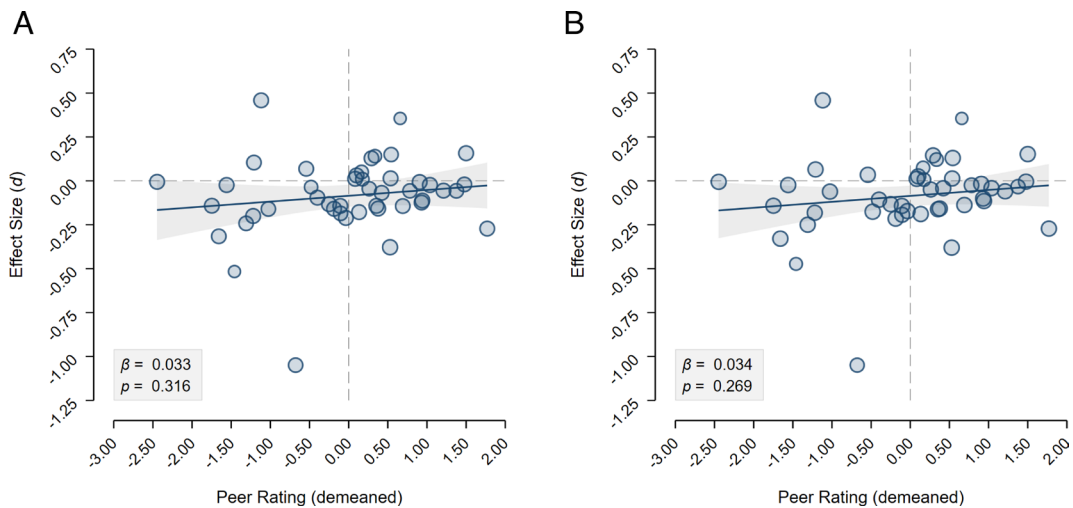 A
0.75
0.50
0.25
0.00
-0.25
-0.50
-0.75
-1.00
-1.25
Effect Size (d)
β = 0.033
p = 0.316
-3.00 -2.50 -2.00 -1.50 -1.00 -0.50 0.00 0.50 1.00 1.50 2.00
Peer Rating (demeaned)
B
0.75
0.50
0.25
0.00
-0.25
-0.50
-0.75
-1.00
-1.25
Effect Size (d)
β = 0.034
p = 0.269
-3.00 -2.50 -2.00 -1.50 -1.00 -0.50 0.00 0.50 1.00 1.50 2.00
Peer Rating (demeaned)